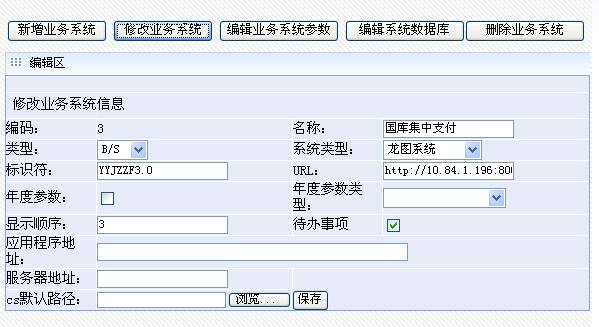 新增业务系统 修改业务系统 编辑业务系统参数 编辑系统数据库 删除业务系统
编辑区
修改业务系统信息
编码： 3 名称： 国库集中支付
类型： B/S 系统类型： 龙图系统
标识符： YYJZZF3.0 URL： http://10.84.1.196:80
年度参数： 年度参数类
型：
显示顺序： 3 待办事项
应用程序地
址：
服务器地址：
cs默认路径： 浏览... 保存